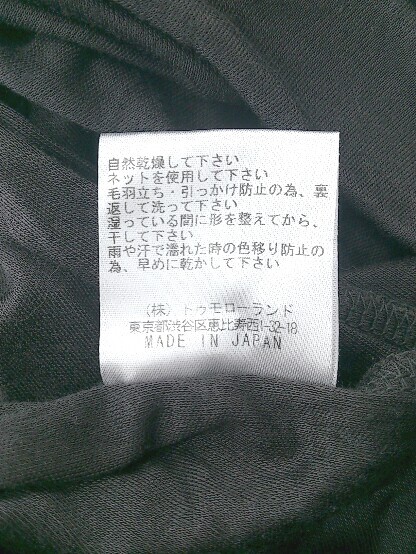 自然乾燥して下さい
ネットを使用して下さい
毛羽立ち・引っかけ防止の為、裏
返して洗って下さい
湿っている間に形を整えてから、
干して下さい
雨や汗で濡れた時の色移り防止の
為、早めに乾かして下さい
(株)トゥモローランド
東京都渋谷区恵比寿西1-32-18
MADE IN JAPAN